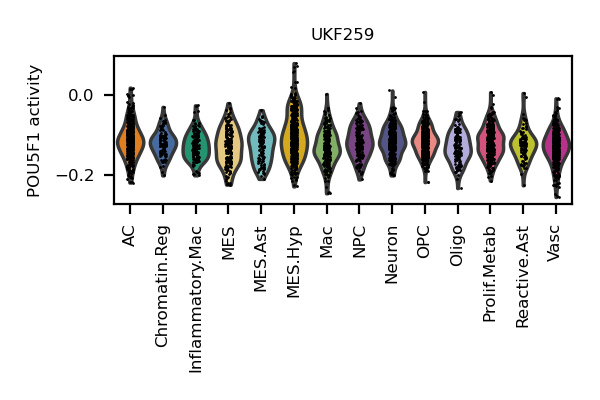 UKF259
POU5F1 activity
0.0
−0.2
AC
Chromatin.Reg
Inflammatory.Mac
MES
MES.Ast
MES.Hyp
Mac
NPC
Neuron
OPC
Oligo
Prolif.Metab
Reactive.Ast
Vasc